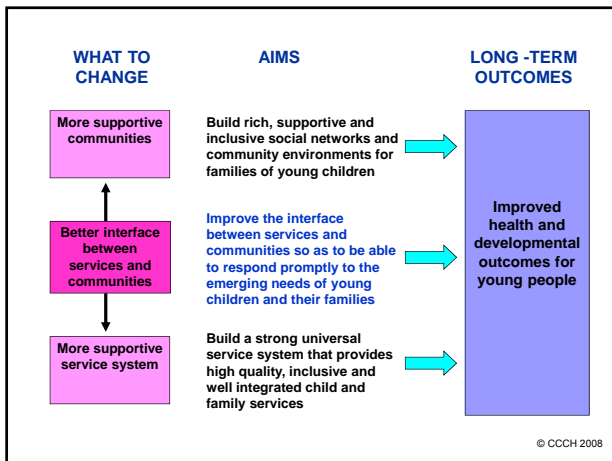 WHAT TO
CHANGE
AIMS
LONG -TERM
OUTCOMES
More supportive
communities
Build rich, supportive and
inclusive social networks and
community environments for
families of young children
Better interface
between
services and
communities
Improve the interface
between services and
communities so as to be able
to respond promptly to the
emerging needs of young
children and their families
More supportive
service system
Build a strong universal
service system that provides
high quality, inclusive and
well integrated child and
family services
Improved
health and
developmental
outcomes for
young people
© CCCH 2008